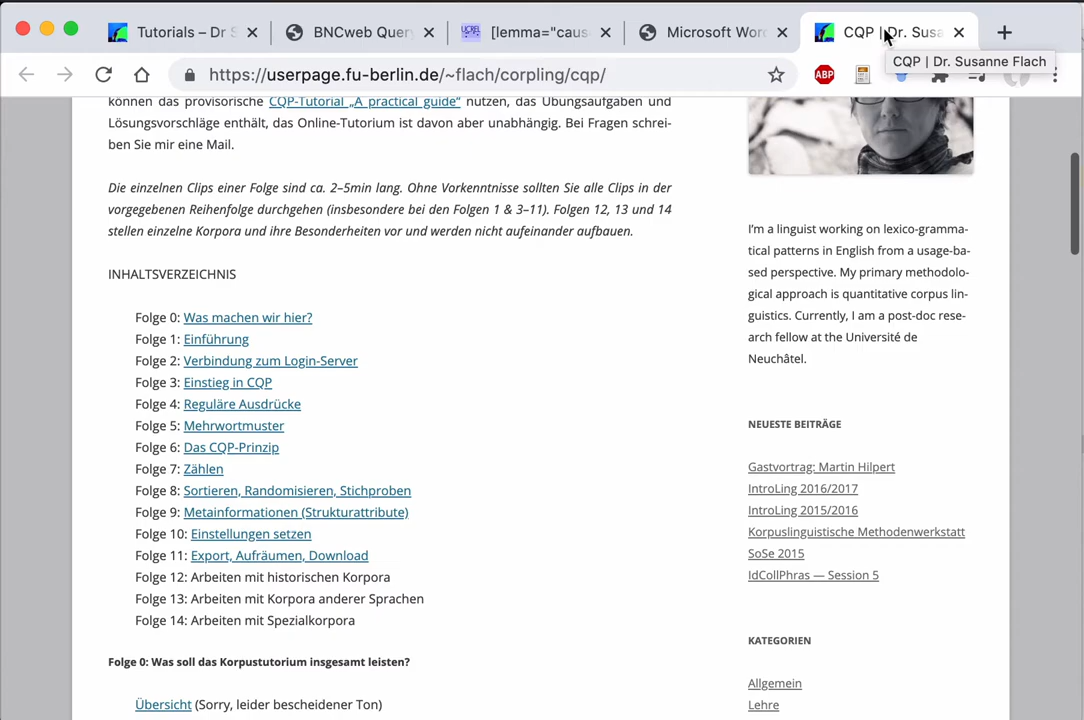 Tutorials – Dr S
BNCweb Quer
[lemma="caus
Microsoft Wor
CQP | Dr. Susa
CQP | Dr. Susanne Flach
https://userpage.fu-berlin.de/~flach/corpling/cqp/
ABP
können das provisorische CQP-Tutorial „A practical guide“ nutzen, das Übungsaufgaben und
Lösungsvorschläge enthält, das Online-Tutorium ist davon aber unabhängig. Bei Fragen schrei-
ben Sie mir eine Mail.
Die einzelnen Clips einer Folge sind ca. 2–5min lang. Ohne Vorkenntnisse sollten Sie alle Clips in der
vorgegebenen Reihenfolge durchgehen (insbesondere bei den Folgen 1 & 3–11). Folgen 12, 13 und 14
stellen einzelne Korpora und ihre Besonderheiten vor und werden nicht aufeinander aufbauen.
INHALTSVERZEICHNIS
Folge 0: Was machen wir hier?
Folge 1: Einführung
Folge 2: Verbindung zum Login-Server
Folge 3: Einstieg in CQP
Folge 4: Reguläre Ausdrücke
Folge 5: Mehrwortmuster
Folge 6: Das CQP-Prinzip
Folge 7: Zählen
Folge 8: Sortieren, Randomisieren, Stichproben
Folge 9: Metainformationen (Strukturattribute)
Folge 10: Einstellungen setzen
Folge 11: Export, Aufräumen, Download
Folge 12: Arbeiten mit historischen Korpora
Folge 13: Arbeiten mit Korpora anderer Sprachen
Folge 14: Arbeiten mit Spezialkorpora
Folge 0: Was soll das Korpustutorium insgesamt leisten?
Übersicht (Sorry, leider bescheidener Ton)
I'm a linguist working on lexico-gramma-
tical patterns in English from a usage-ba-
sed perspective. My primary methodolo-
gical approach is quantitative corpus lin-
guistics. Currently, I am a post-doc rese-
arch fellow at the Université de
Neuchâtel.
NEUESTE BEITRÄGE
Gastvortrag: Martin Hilpert
IntroLing 2016/2017
IntroLing 2015/2016
Korpuslinguistische Methodenwerkstatt
SoSe 2015
IdCollPhras — Session 5
KATEGORIEN
Allgemein
Lehre